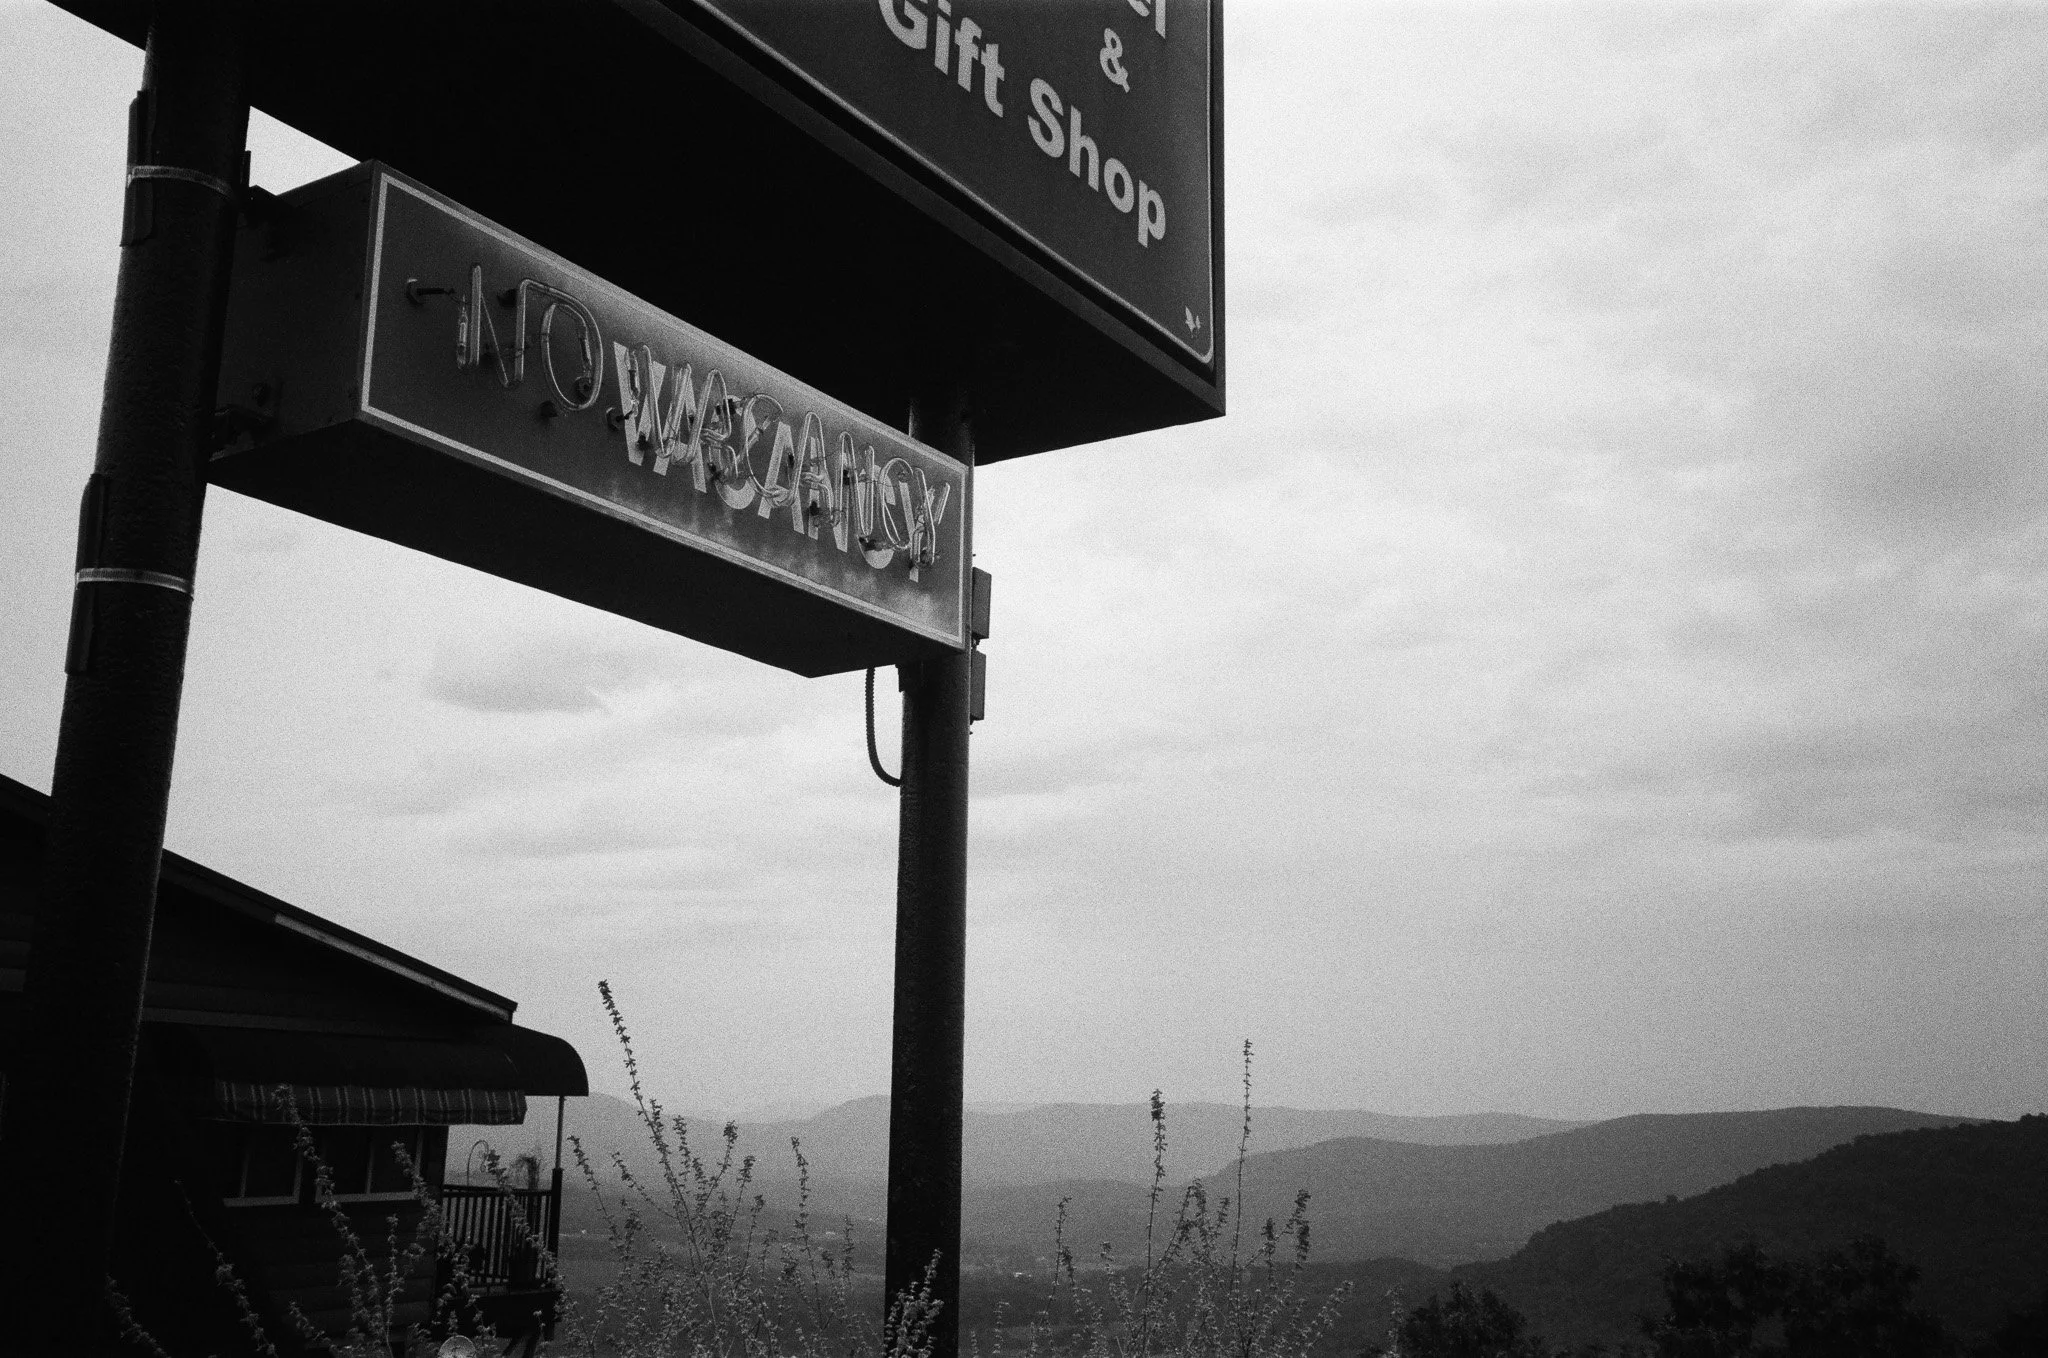 &
Gift Shop
NO VACANCY